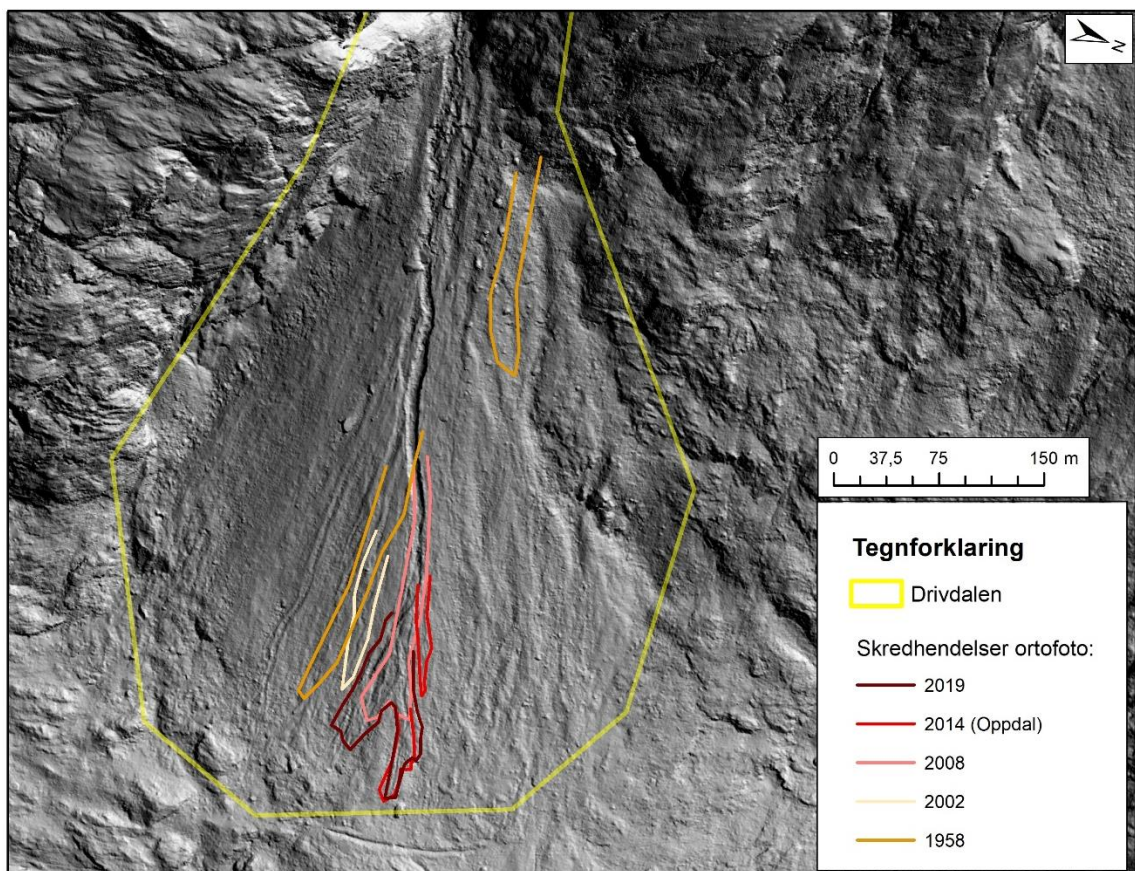 N
0 37,5 75 150 m
Tegnforklaring
Drivdalen
Skredhendelser ortofoto:
2019
2014 (Oppdal)
2008
2002
1958